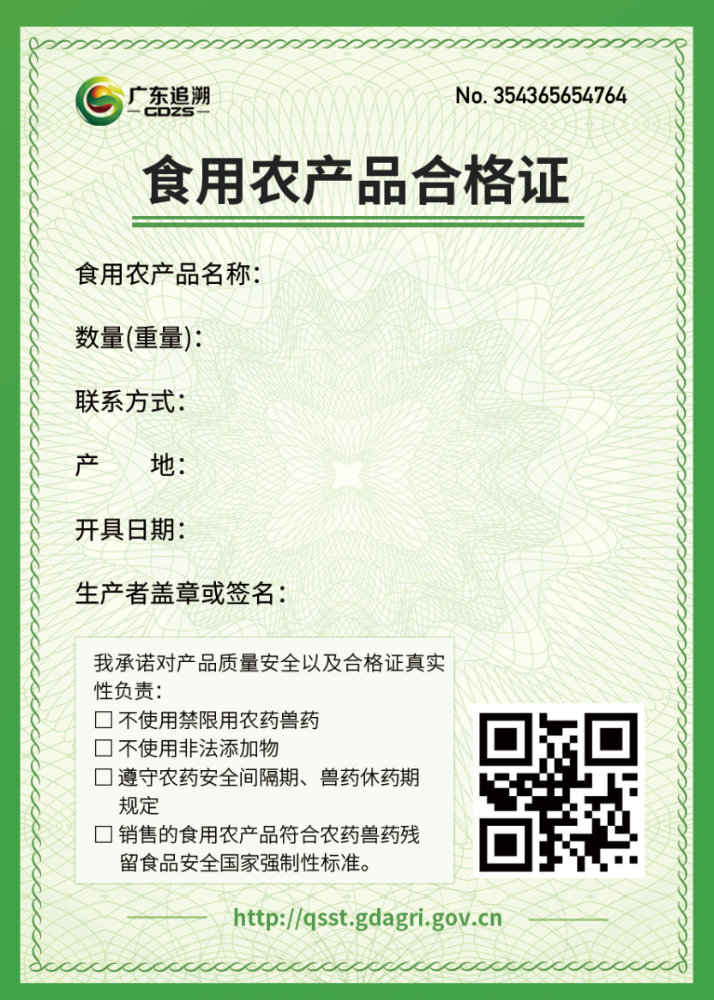 广东追溯
GDZS
No. 354365654764
食用农产品合格证
食用农产品名称：
数量(重量)：
联系方式：
产　　地：
开具日期：
生产者盖章或签名：
我承诺对产品质量安全以及合格证真实
性负责：
□ 不使用禁限用农药兽药
□ 不使用非法添加物
□ 遵守农药安全间隔期、兽药休药期
规定
□ 销售的食用农产品符合农药兽药残
留食品安全国家强制性标准。
http://qsst.gdagri.gov.cn